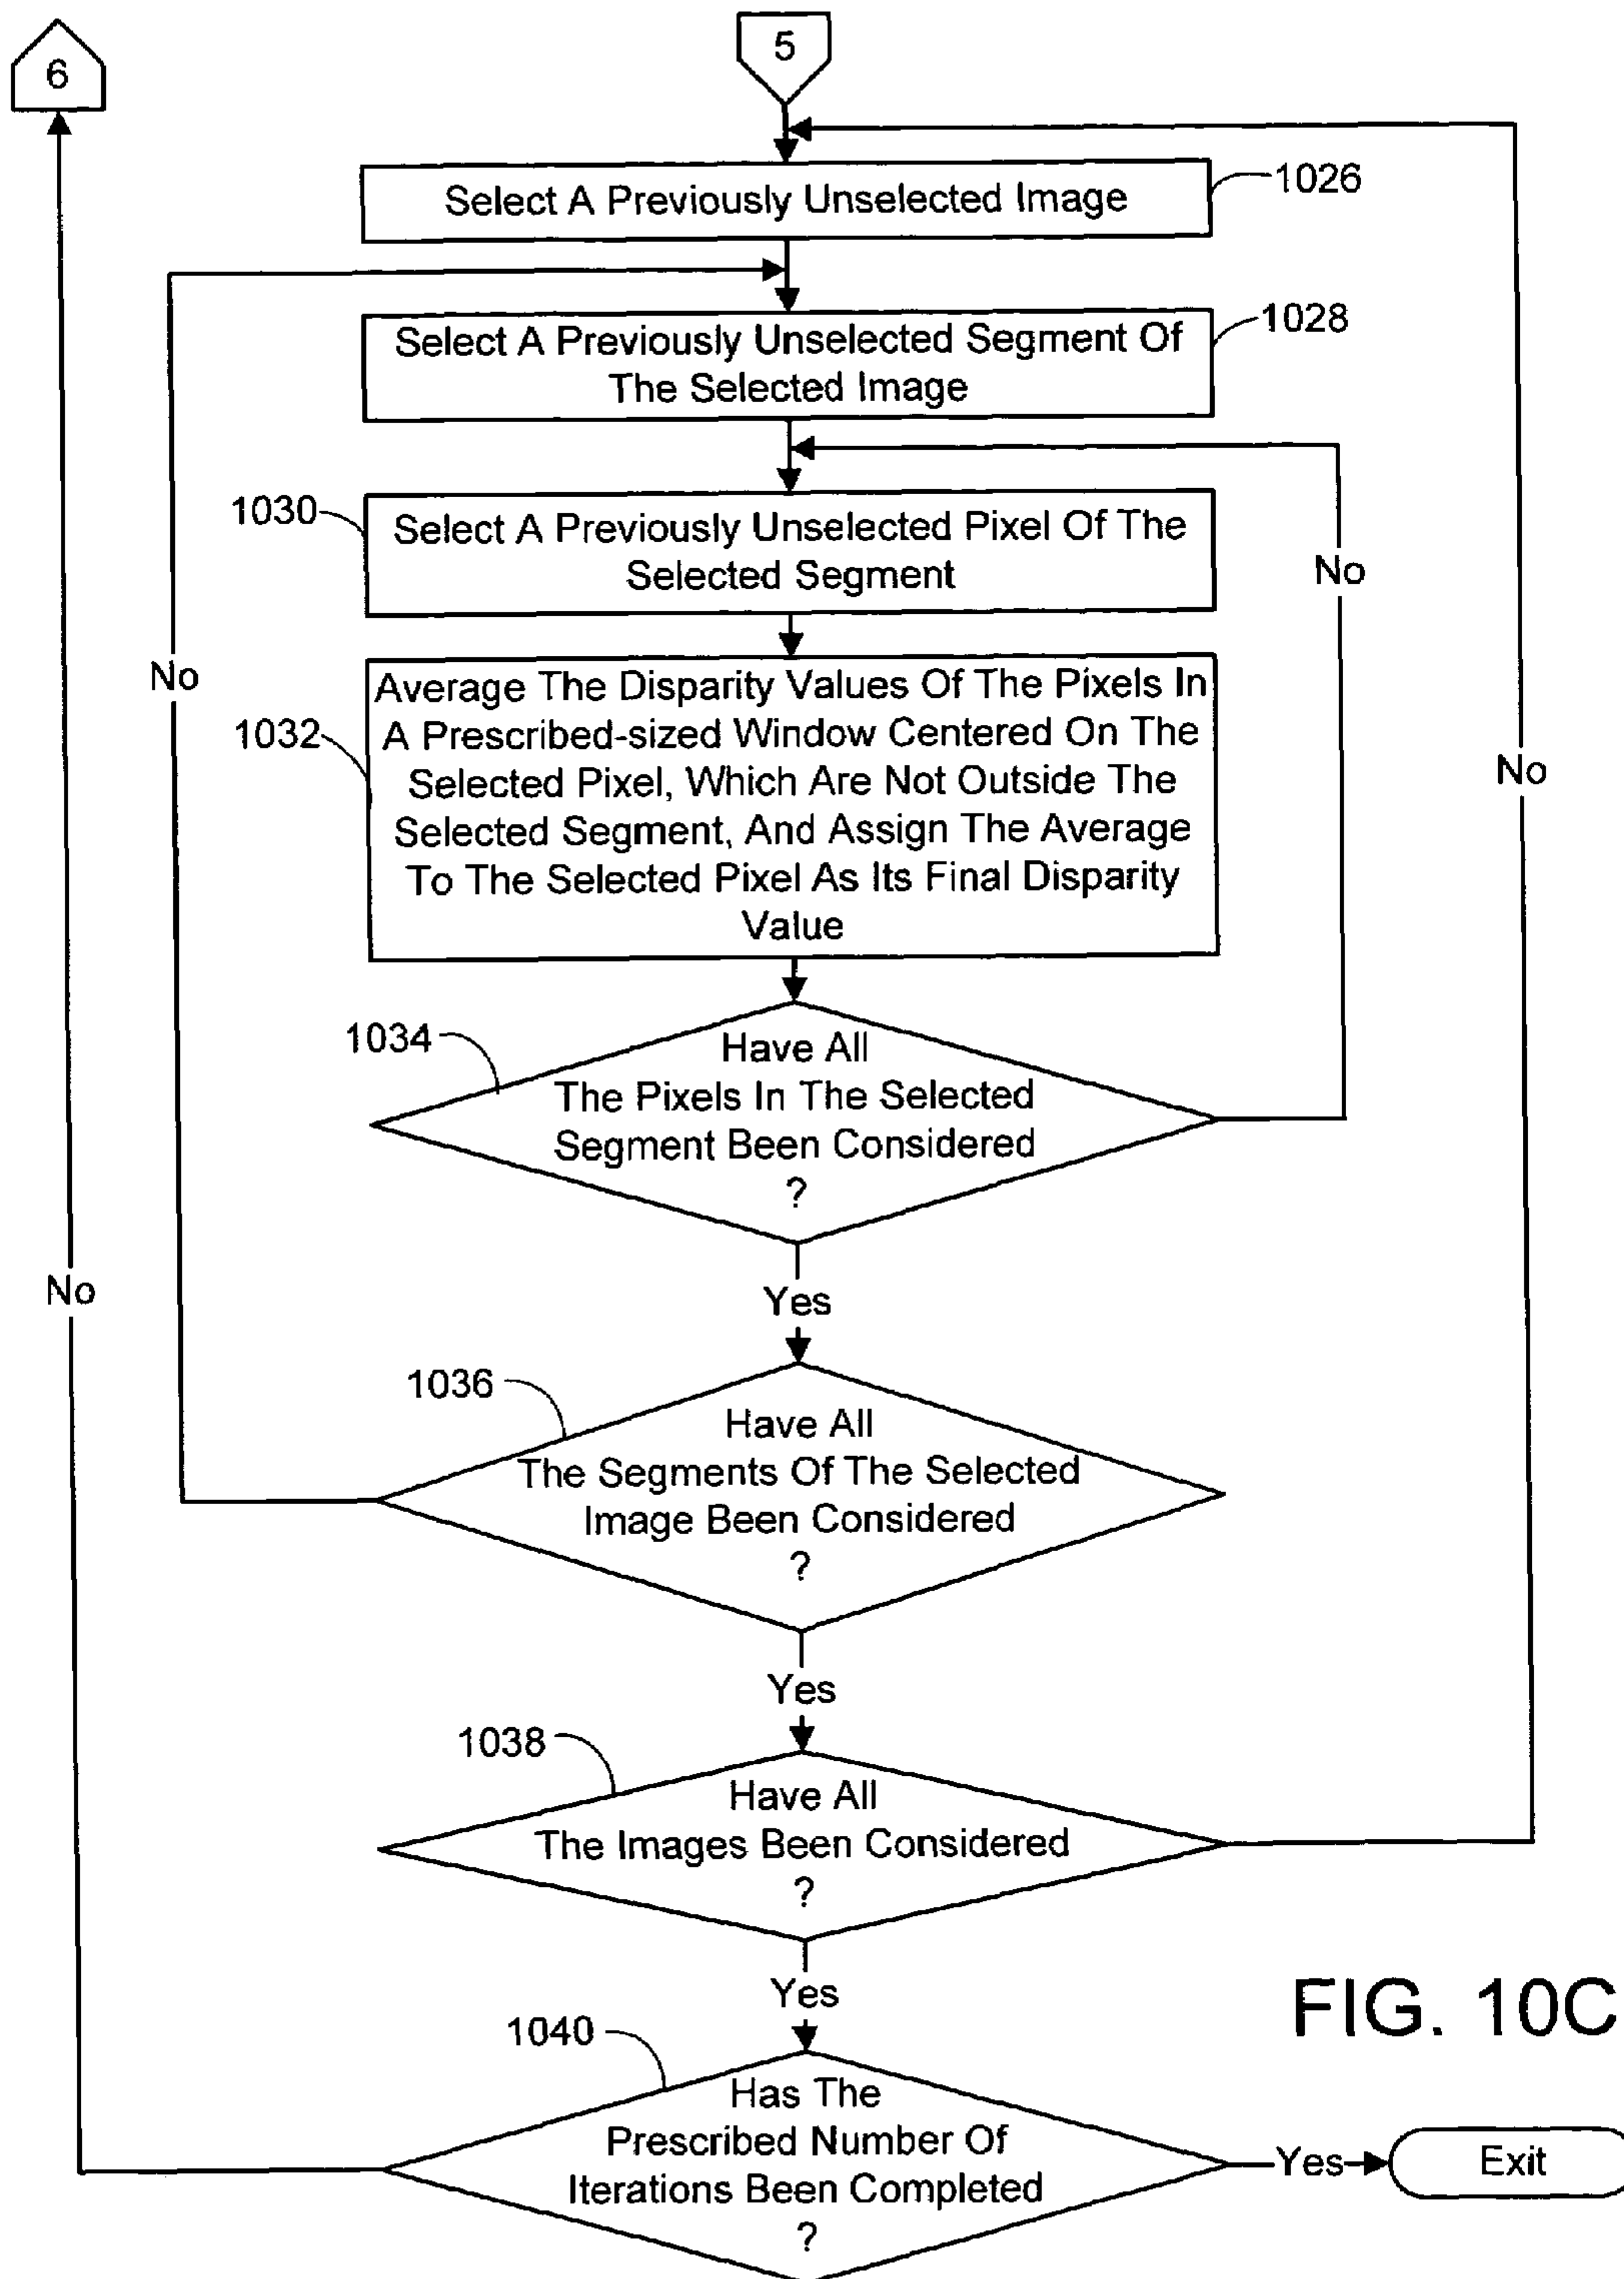 6
5
Select A Previously Unselected Image
1026
Select A Previously Unselected Segment Of
The Selected Image
1028
1030
Select A Previously Unselected Pixel Of The
Selected Segment
No
No
1032
Average The Disparity Values Of The Pixels In
A Prescribed-sized Window Centered On The
Selected Pixel, Which Are Not Outside The
Selected Segment, And Assign The Average
To The Selected Pixel As Its Final Disparity
Value
No
1034
Have All
The Pixels In The Selected
Segment Been Considered
?
No
Yes
1036
Have All
The Segments Of The Selected
Image Been Considered
?
Yes
1038
Have All
The Images Been Considered
?
Yes
FIG. 10C
1040
Has The
Prescribed Number Of
Iterations Been Completed
?
Yes
Exit